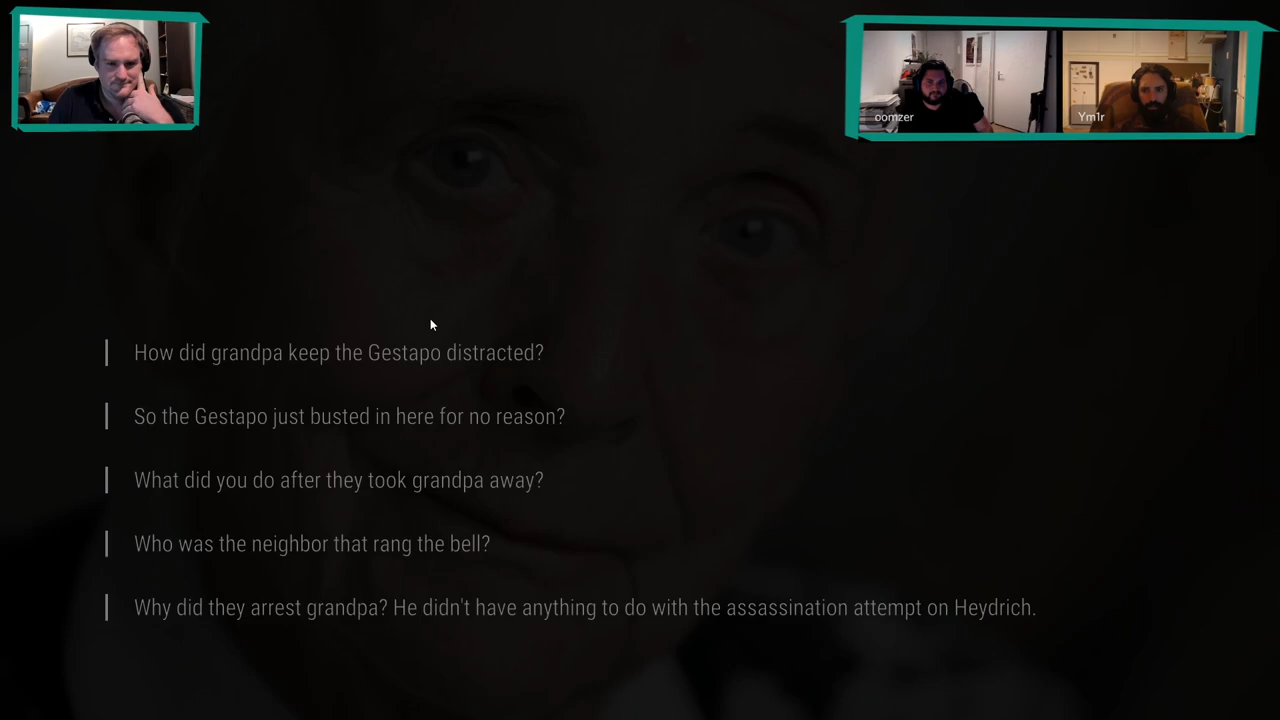 oomzer
Ym1r
How did grandpa keep the Gestapo distracted?
So the Gestapo just busted in here for no reason?
What did you do after they took grandpa away?
Who was the neighbor that rang the bell?
Why did they arrest grandpa? He didn't have anything to do with the assassination attempt on Heydrich.